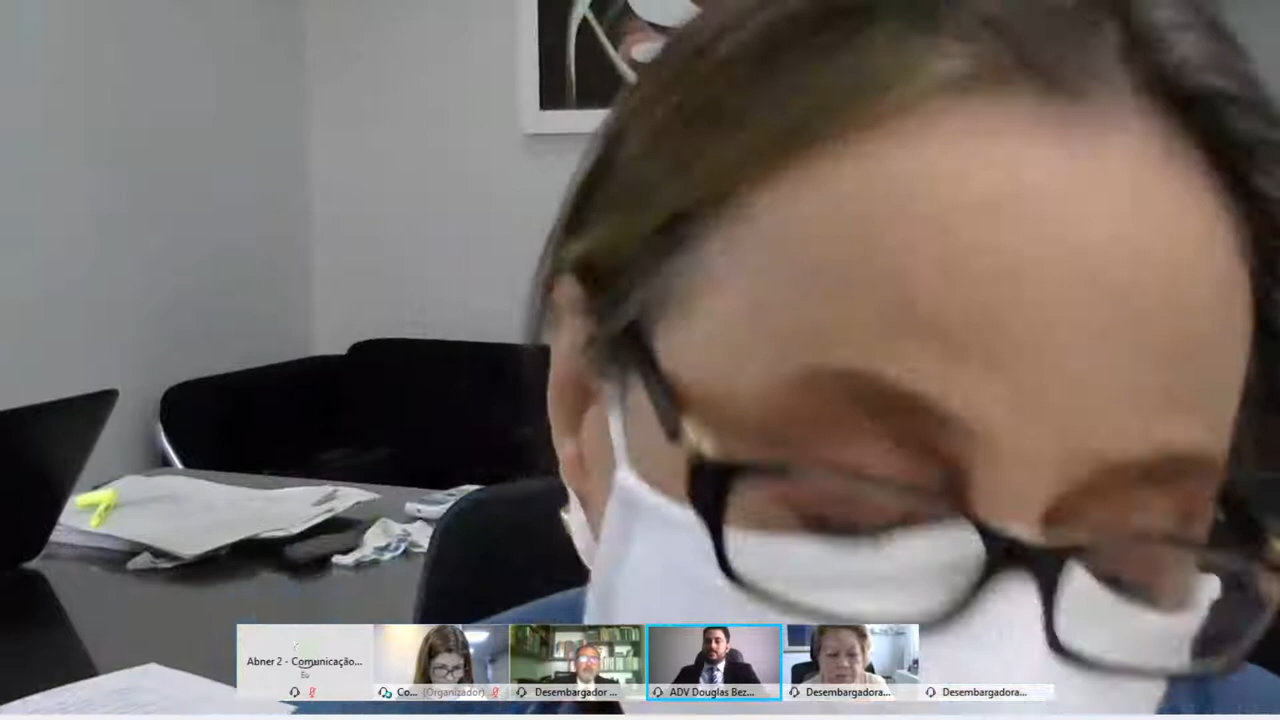 Abner 2 - Comunicação...
Eu
Co... (Organizador)
Desembargador ...
ADV Douglas Bez...
Desembargadora...
Desembargadora...